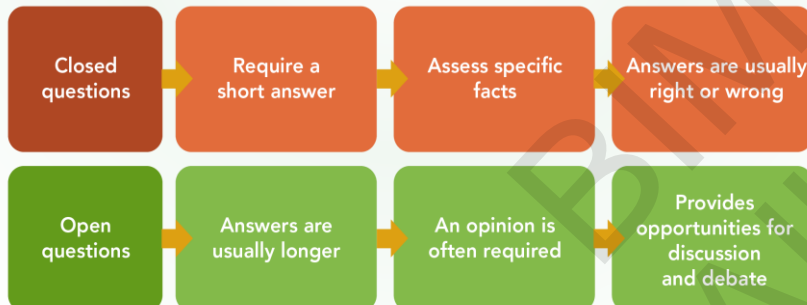 Closed
questions
Require a
short answer
Assess specific
facts
Answers are usually
right or wrong
Open
questions
Answers are
usually longer
An opinion is
often required
Provides
opportunities for
discussion
and debate